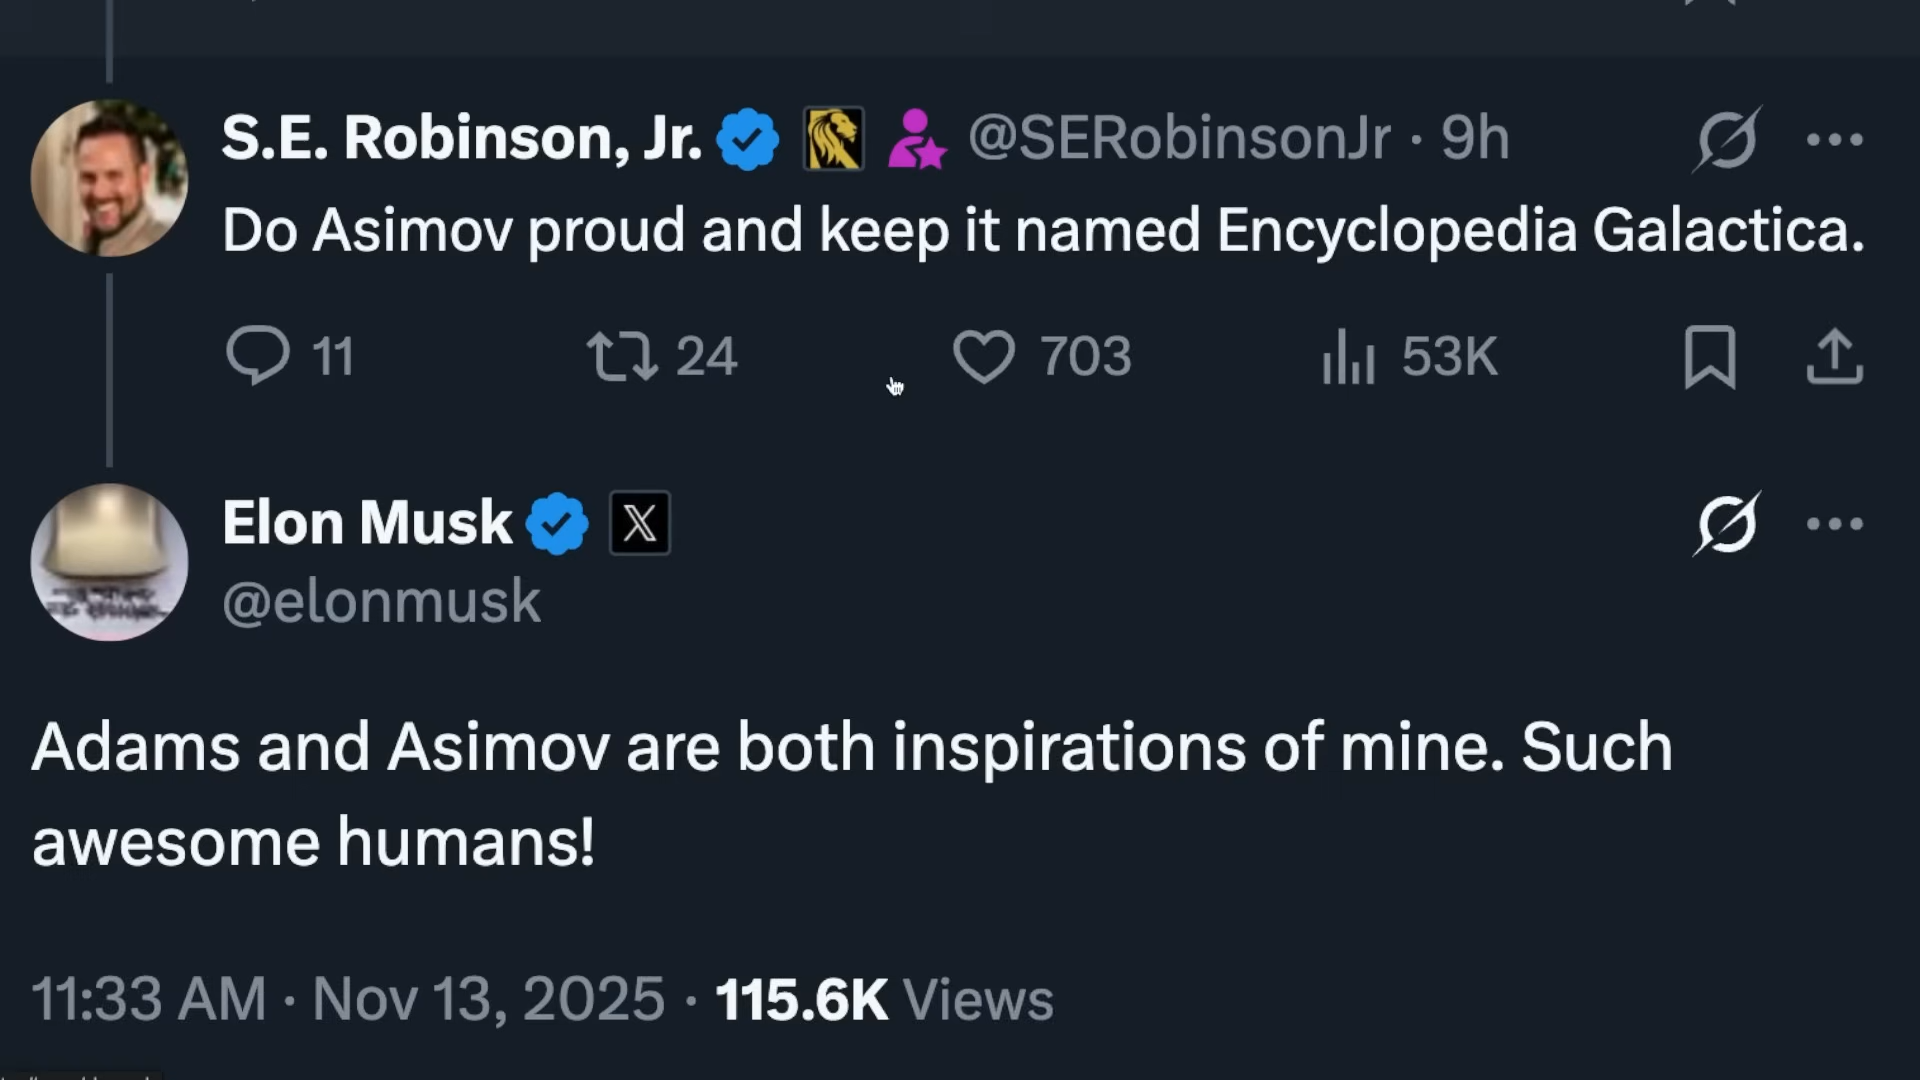 S.E. Robinson, Jr. @SERobinsonJr · 9h
Do Asimov proud and keep it named Encyclopedia Galactica.
11 24 703 53K
Elon Musk
@elonmusk
Adams and Asimov are both inspirations of mine. Such
awesome humans!
11:33 AM · Nov 13, 2025 · 115.6K Views